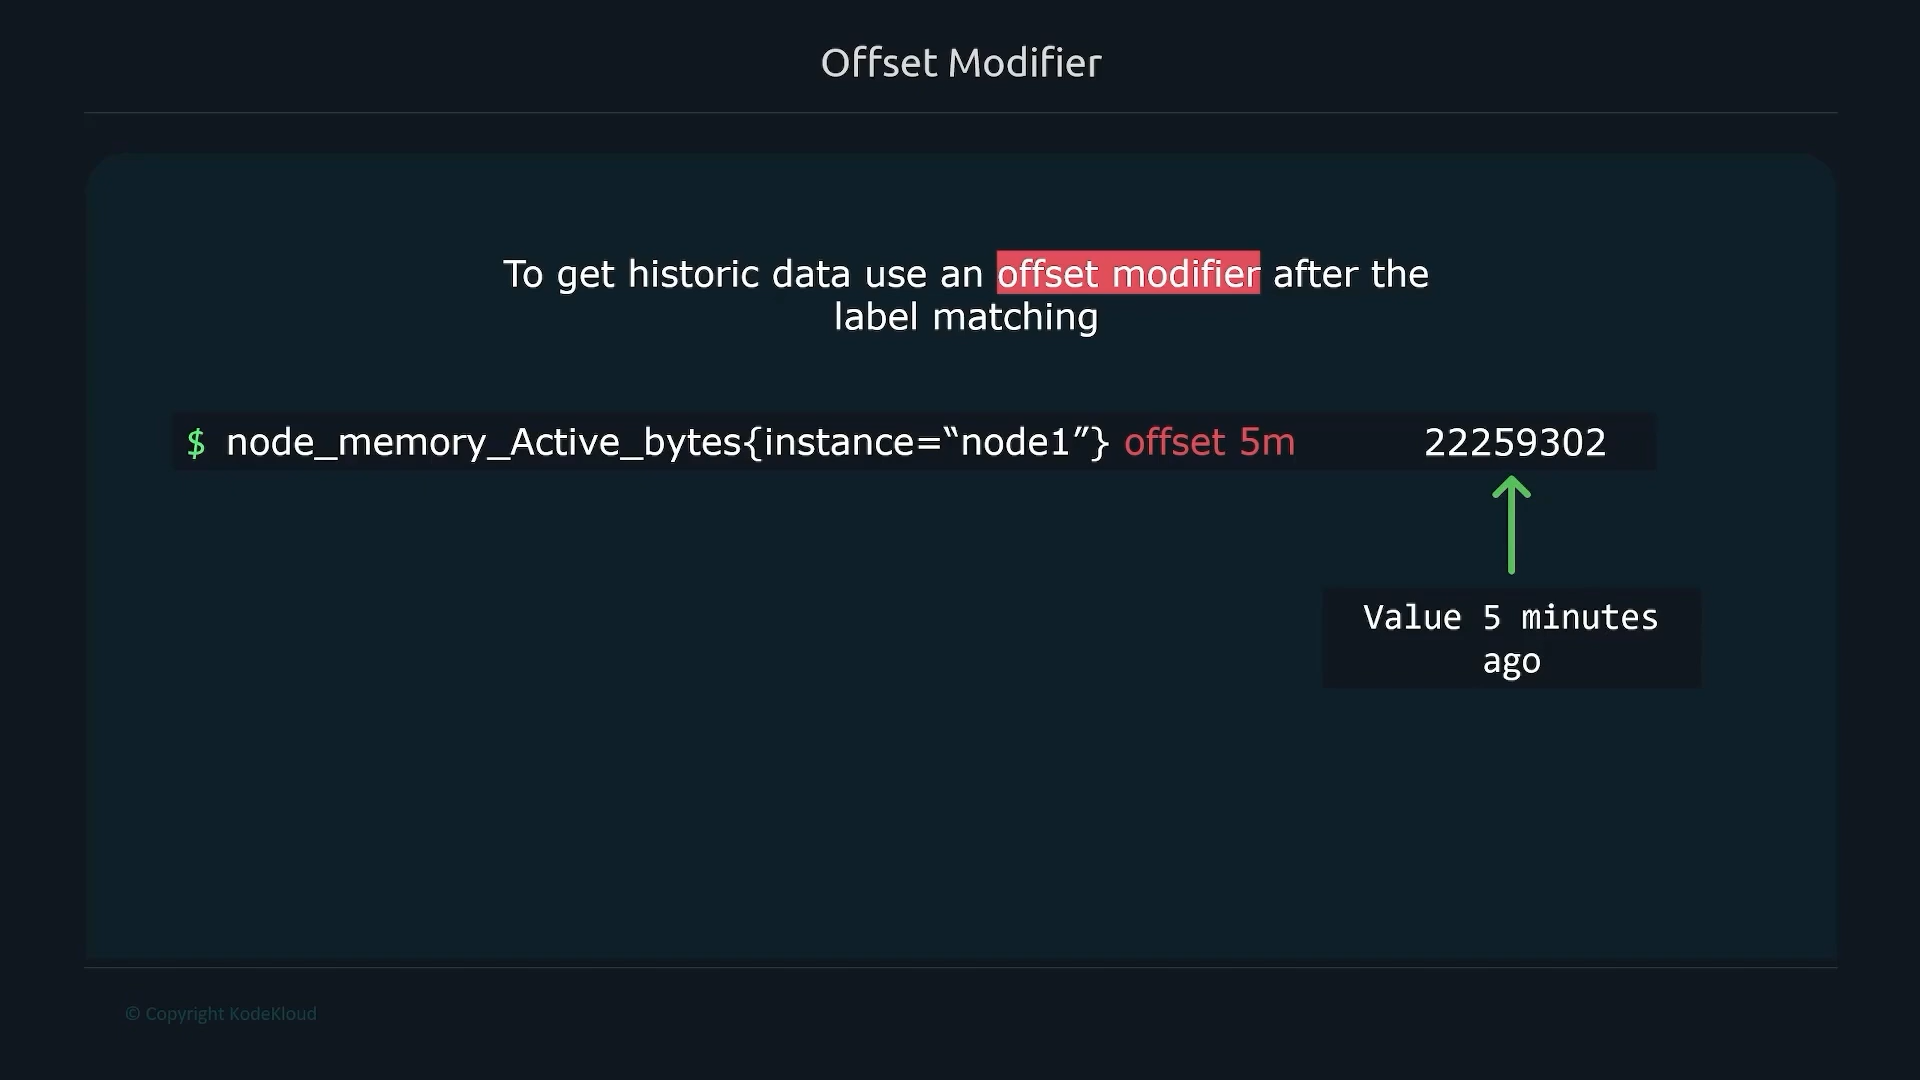 Offset Modifier
To get historic data use an offset modifier after the
label matching
$ node_memory_Active_bytes{instance=“node1”} offset 5m 22259302
Value 5 minutes
ago
© Copyright KodeKloud